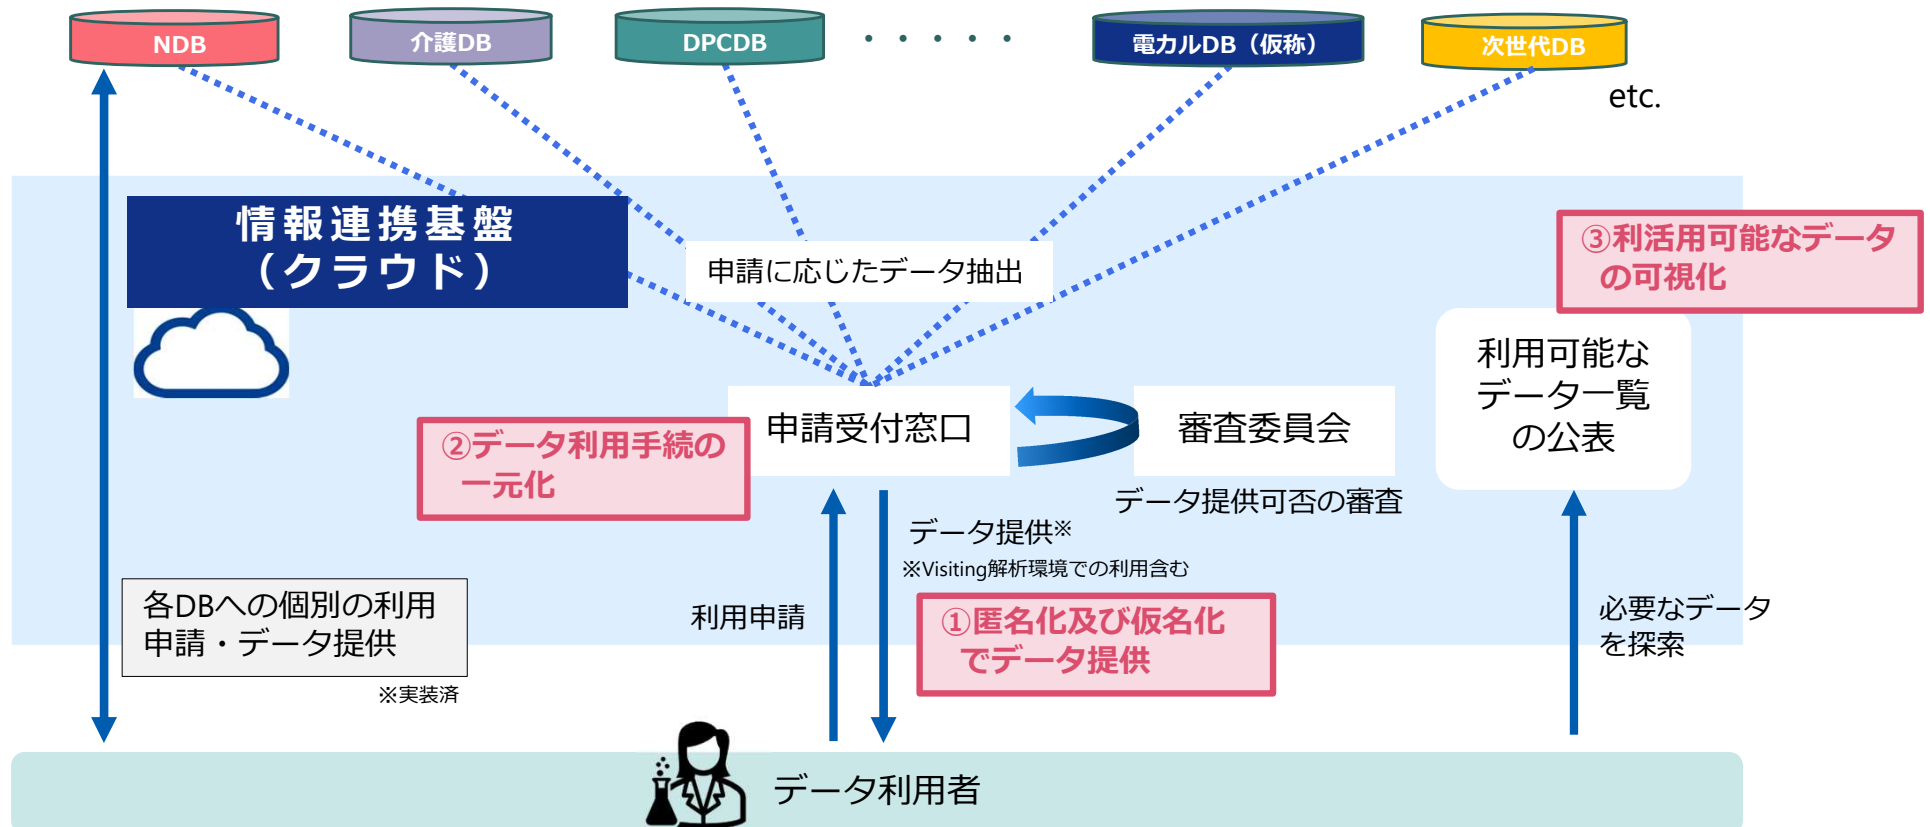 NDB
介護DB
DPCDB
・・・・・
電カルDB（仮称）
次世代DB
etc.
情報連携基盤
（クラウド）
申請に応じたデータ抽出
③利活用可能なデータ
の可視化
利用可能な
データ一覧
の公表
申請受付窓口
審査委員会
②データ利用手続の
一元化
データ提供可否の審査
データ提供※
※Visiting解析環境での利用含む
各DBへの個別の利用
申請・データ提供
※実装済
利用申請
①匿名化及び仮名化
でデータ提供
必要なデータ
を探索
データ利用者